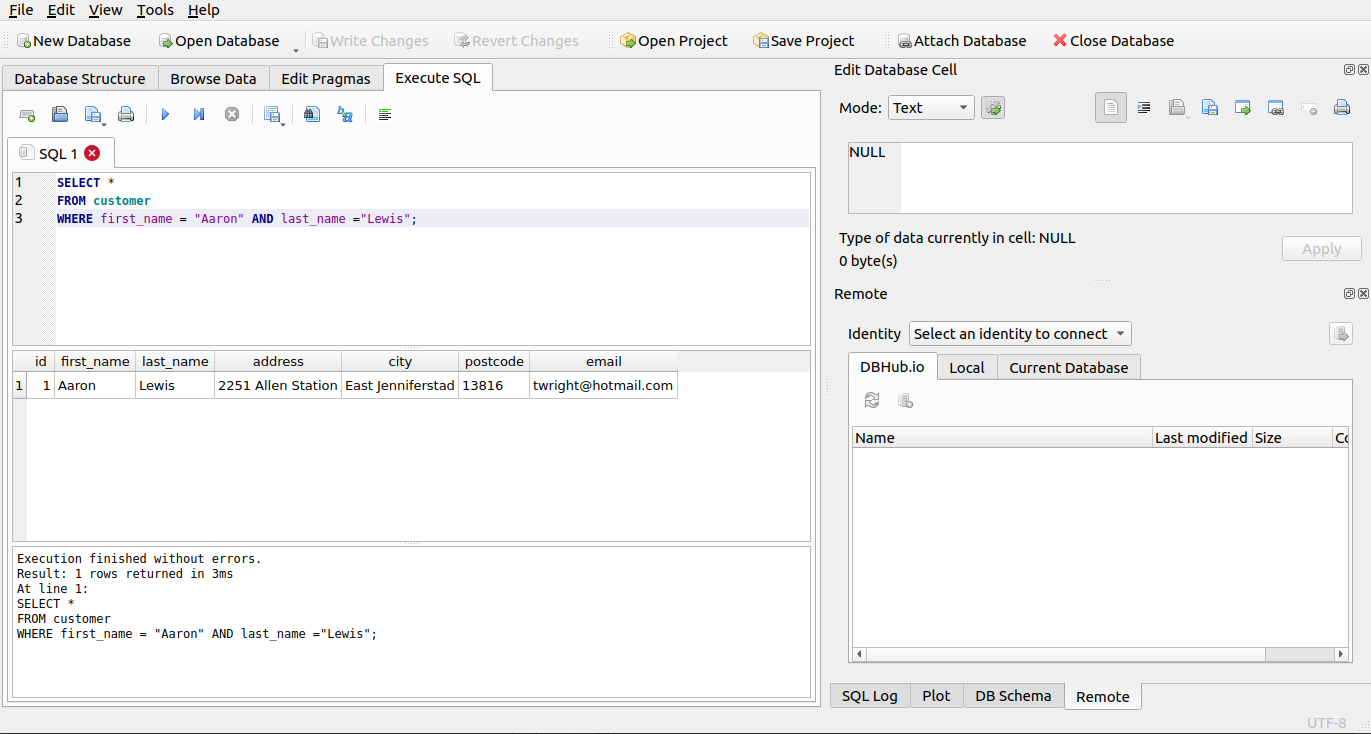 File Edit View Tools Help
New Database Open Database Write Changes Revert Changes Open Project Save Project Attach Database Close Database
Database Structure Browse Data Edit Pragmas Execute SQL
SQL 1
1 SELECT *
2 FROM customer
3 WHERE first_name = "Aaron" AND last_name ="Lewis";
id first_name last_name address city postcode email
1 1 Aaron Lewis 2251 Allen Station East Jenniferstad 13816 twright@hotmail.com
Execution finished without errors.
Result: 1 rows returned in 3ms
At line 1:
SELECT *
FROM customer
WHERE first_name = "Aaron" AND last_name ="Lewis";
Edit Database Cell
Mode: Text
NULL
Type of data currently in cell: NULL
0 byte(s)
Apply
Remote
Identity Select an identity to connect
DBHub.io Local Current Database
Name Last modified Size
SQL Log Plot DB Schema Remote
UTF-8